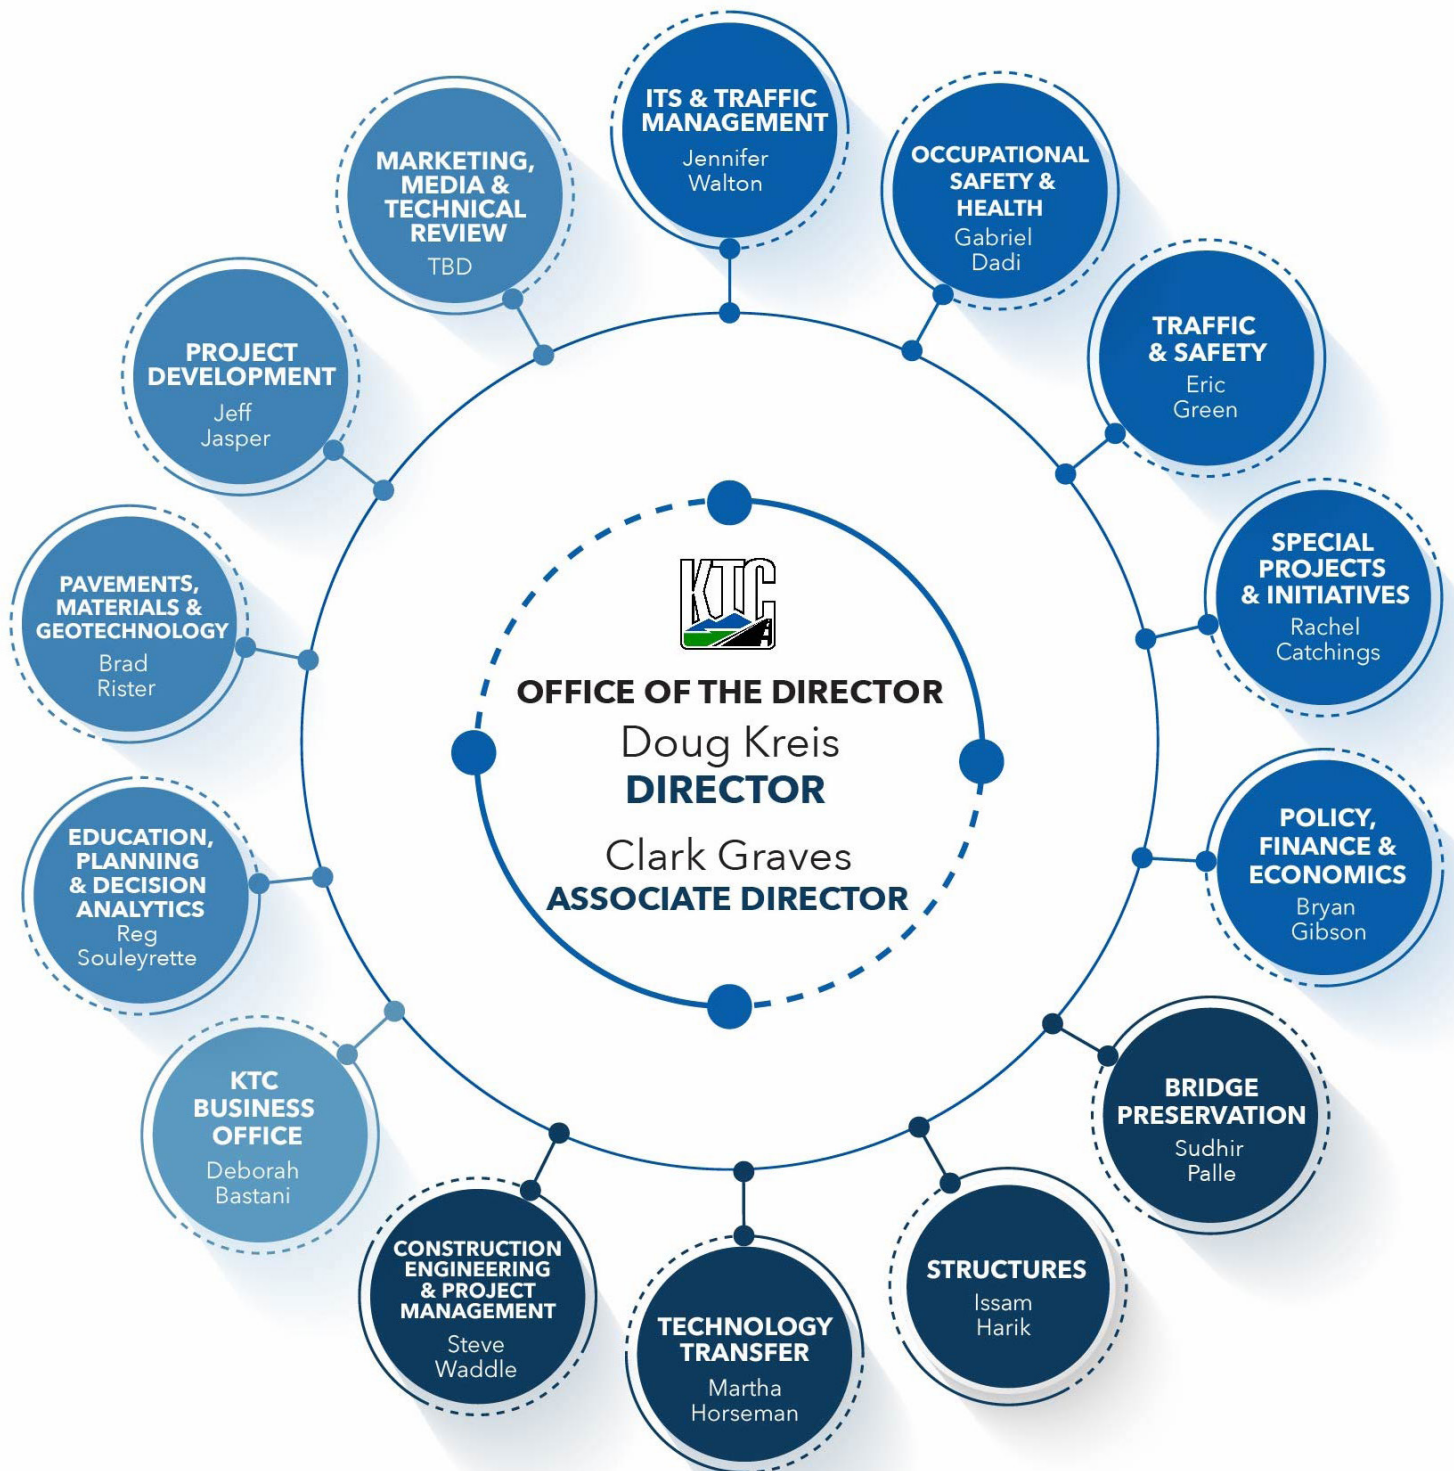 KTC
OFFICE OF THE DIRECTOR
Doug Kreis
DIRECTOR
Clark Graves
ASSOCIATE DIRECTOR
ITS & TRAFFIC
MANAGEMENT
Jennifer
Walton
OCCUPATIONAL
SAFETY &
HEALTH
Gabriel
Dadi
TRAFFIC
& SAFETY
Eric
Green
SPECIAL
PROJECTS
& INITIATIVES
Rachel
Catchings
POLICY,
FINANCE &
ECONOMICS
Bryan
Gibson
BRIDGE
PRESERVATION
Sudhir
Palle
STRUCTURES
Issam
Harik
TECHNOLOGY
TRANSFER
Martha
Horseman
CONSTRUCTION
ENGINEERING
& PROJECT
MANAGEMENT
Steve
Waddle
KTC
BUSINESS
OFFICE
Deborah
Bastani
EDUCATION,
PLANNING
& DECISION
ANALYTICS
Reg
Souleyrette
PAVEMENTS,
MATERIALS &
GEOTECHNOLOGY
Brad
Rister
PROJECT
DEVELOPMENT
Jeff
Jasper
MARKETING,
MEDIA &
TECHNICAL
REVIEW
TBD